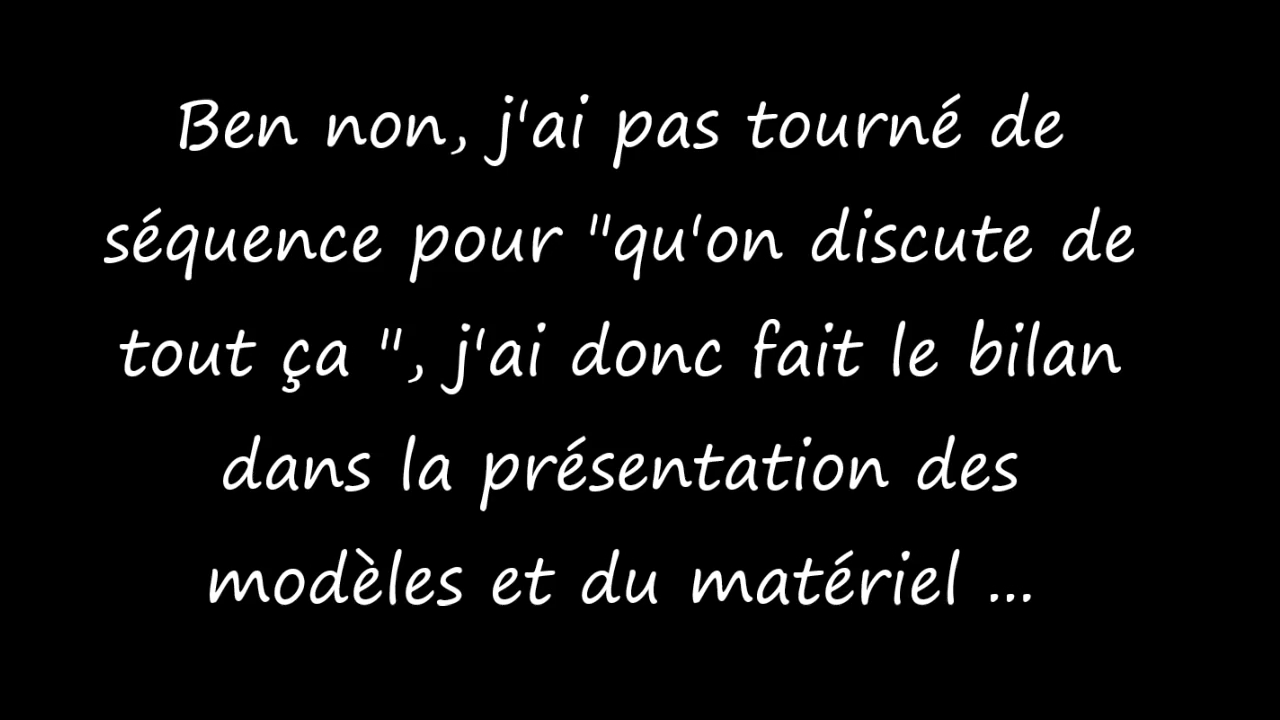 Ben non, j'ai pas tourné de
séquence pour "qu'on discute de
tout ça ", j'ai donc fait le bilan
dans la présentation des
modèles et du matériel ...